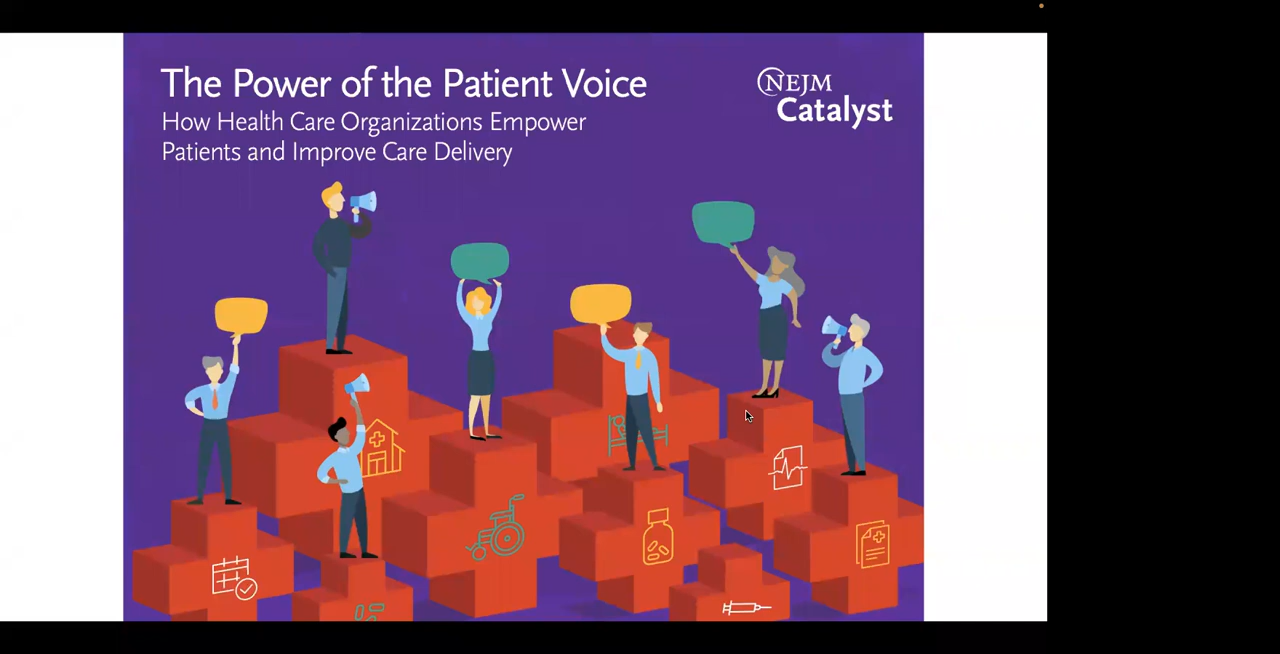 The Power of the Patient Voice
How Health Care Organizations Empower
Patients and Improve Care Delivery
NEJM
Catalyst